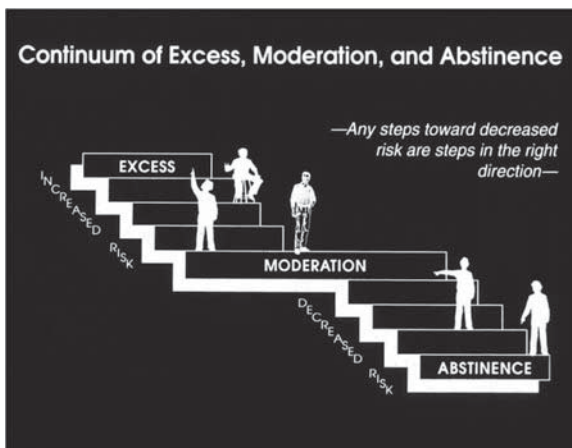 Continuum of Excess, Moderation, and Abstinence
—Any steps toward decreased
risk are steps in the right
direction—
EXCESS
INCREASED RISK
MODERATION
DECREASED RISK
ABSTINENCE